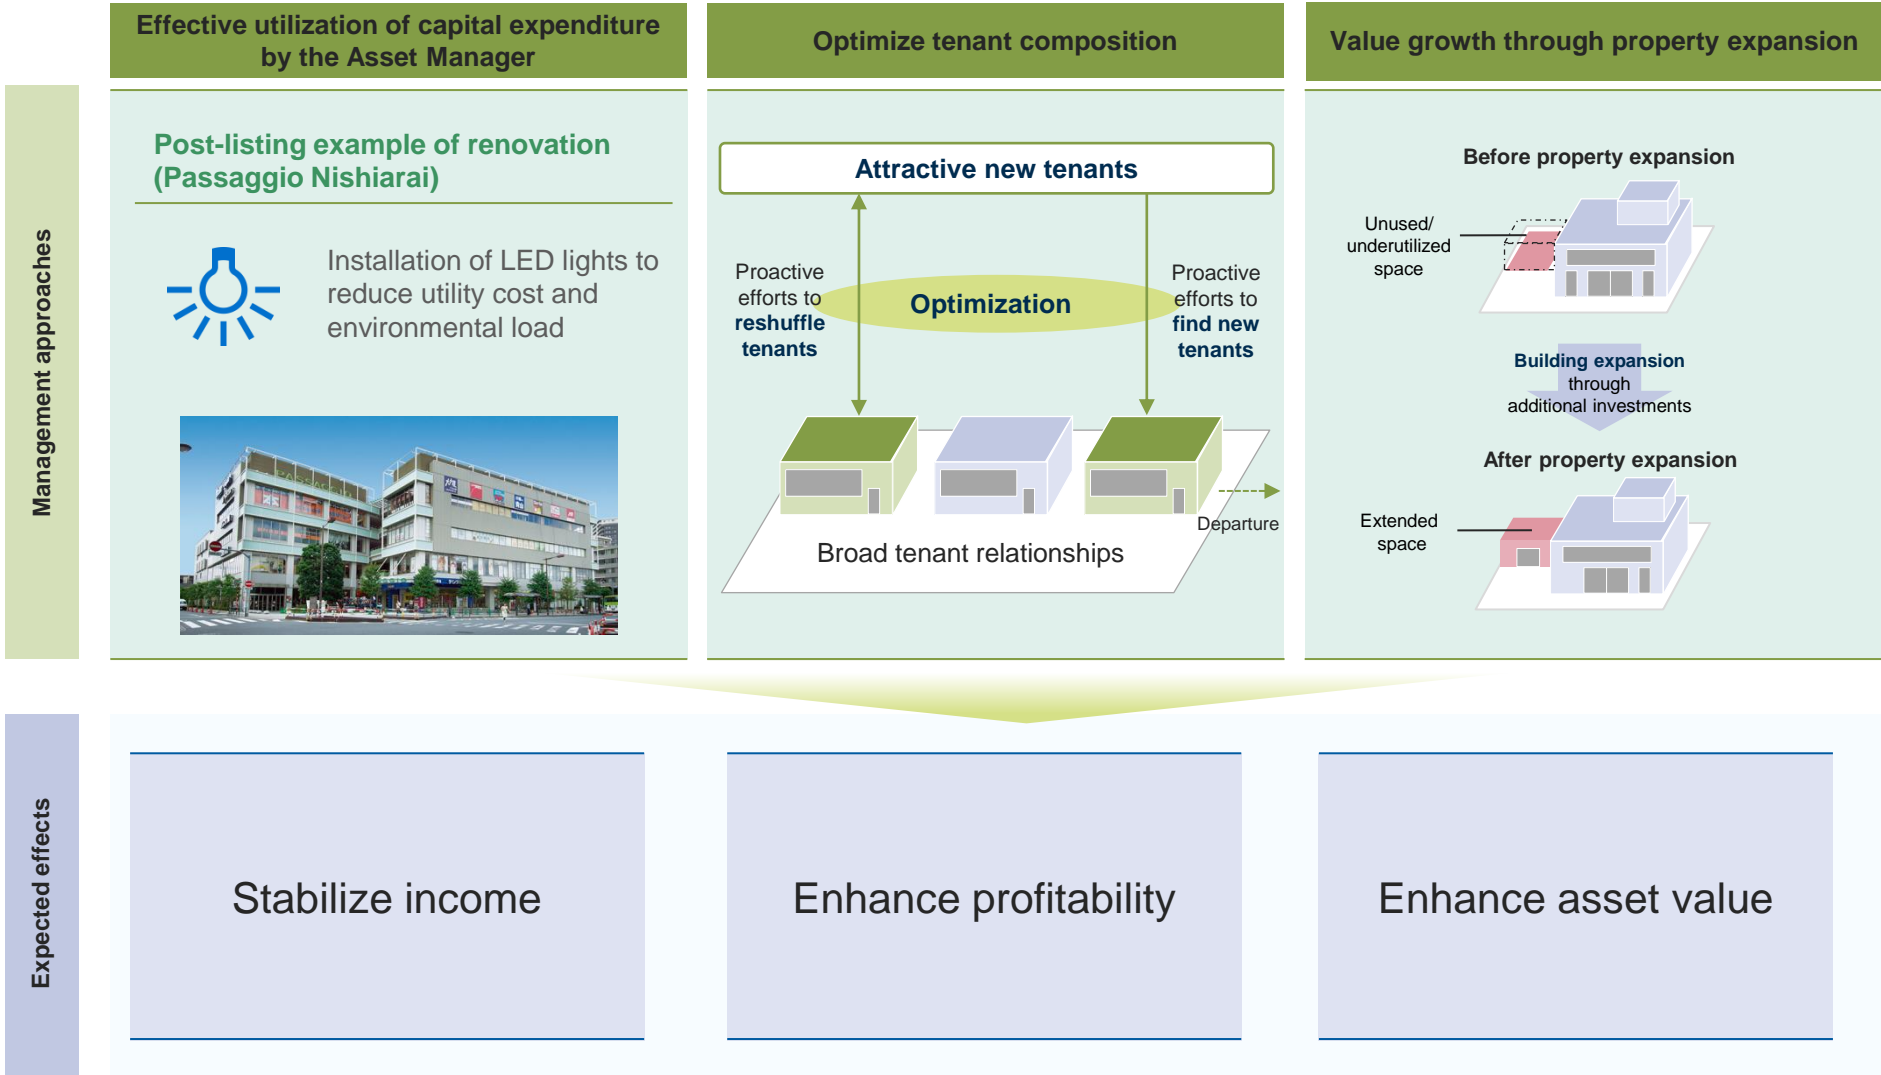 Effective utilization of capital expenditure
by the Asset Manager
Optimize tenant composition
Value growth through property expansion
Management approaches
Post-listing example of renovation
(Passaggio Nishiarai)
Installation of LED lights to
reduce utility cost and
environmental load
PASSAGGIO
Attractive new tenants
Proactive
efforts to
reshuffle
tenants
Optimization
Proactive
efforts to
find new
tenants
Departure
Broad tenant relationships
Before property expansion
Unused/
underutilized
space
Building expansion
through
additional investments
After property expansion
Extended
space
Expected effects
Stabilize income
Enhance profitability
Enhance asset value